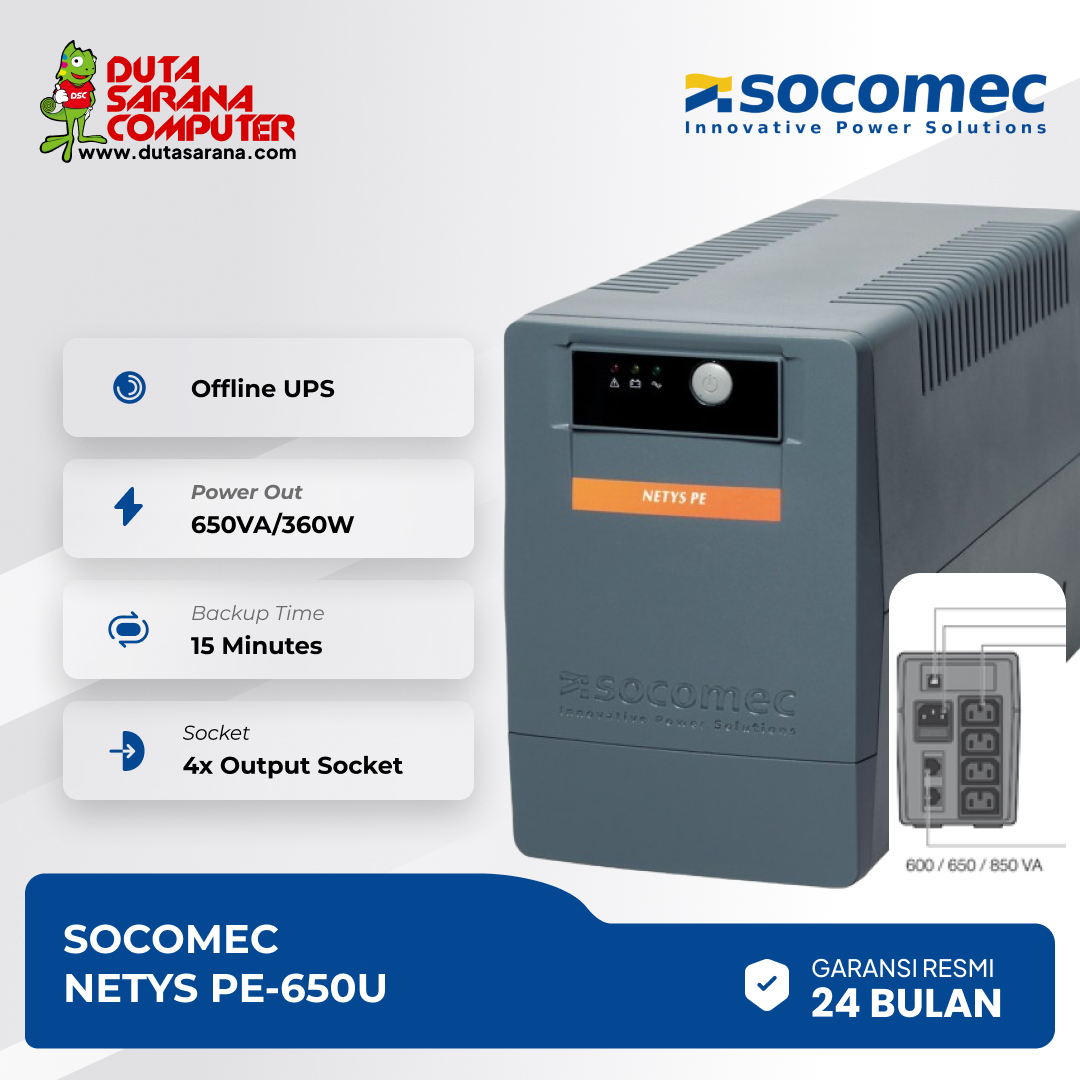 DUTA
SARANA
COMPUTER
DSC
www.dutasarana.com
socomec
Innovative Power Solutions
Offline UPS
Power Out
650VA/360W
Backup Time
15 Minutes
Socket
4x Output Socket
NETYS PE
socomec
Innovative Power Solutions
600 / 650 / 850 VA
SOCOMEC
NETYS PE-650U
GARANSI RESMI
24 BULAN